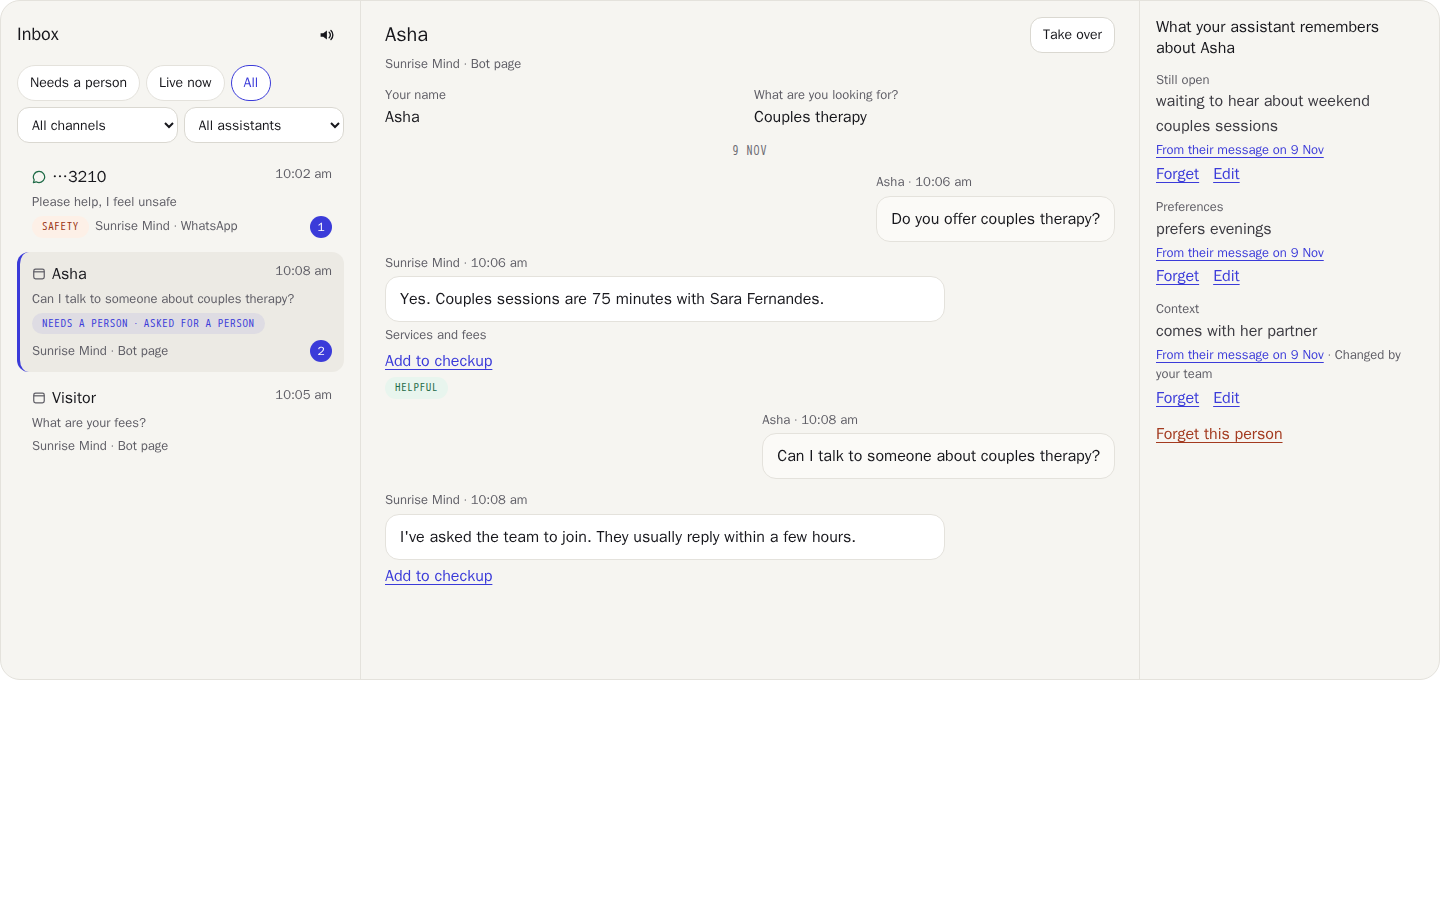 Inbox
Needs a person
Live now
All
All channels
All assistants
···3210
10:02 am
Please help, I feel unsafe
SAFETY
Sunrise Mind · WhatsApp
1
Asha
10:08 am
Can I talk to someone about couples therapy?
NEEDS A PERSON · ASKED FOR A PERSON
Sunrise Mind · Bot page
2
Visitor
10:05 am
What are your fees?
Sunrise Mind · Bot page
Asha
Take over
Sunrise Mind · Bot page
Your name
Asha
What are you looking for?
Couples therapy
9 NOV
Asha · 10:06 am
Do you offer couples therapy?
Sunrise Mind · 10:06 am
Yes. Couples sessions are 75 minutes with Sara Fernandes.
Services and fees
Add to checkup
HELPFUL
Asha · 10:08 am
Can I talk to someone about couples therapy?
Sunrise Mind · 10:08 am
I've asked the team to join. They usually reply within a few hours.
Add to checkup
What your assistant remembers
about Asha
Still open
waiting to hear about weekend
couples sessions
From their message on 9 Nov
Forget Edit
Preferences
prefers evenings
From their message on 9 Nov
Forget Edit
Context
comes with her partner
From their message on 9 Nov · Changed by
your team
Forget Edit
Forget this person